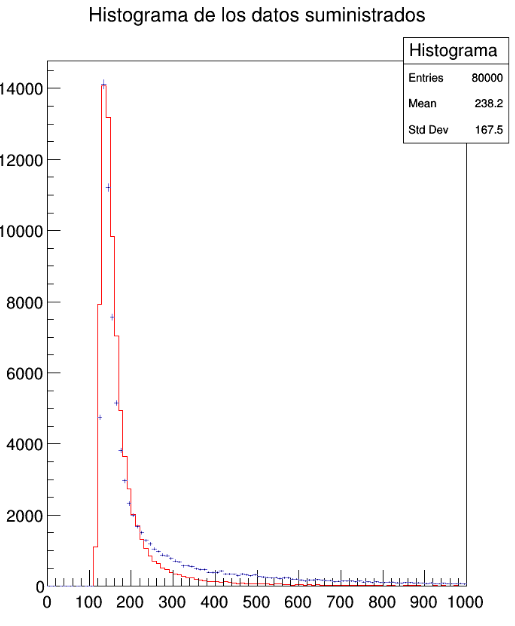 Histograma de los datos suministrados
Histograma
Entries 80000
Mean 238.2
Std Dev 167.5
14000
12000
10000
8000
6000
4000
2000
0
0 100 200 300 400 500 600 700 800 900 1000